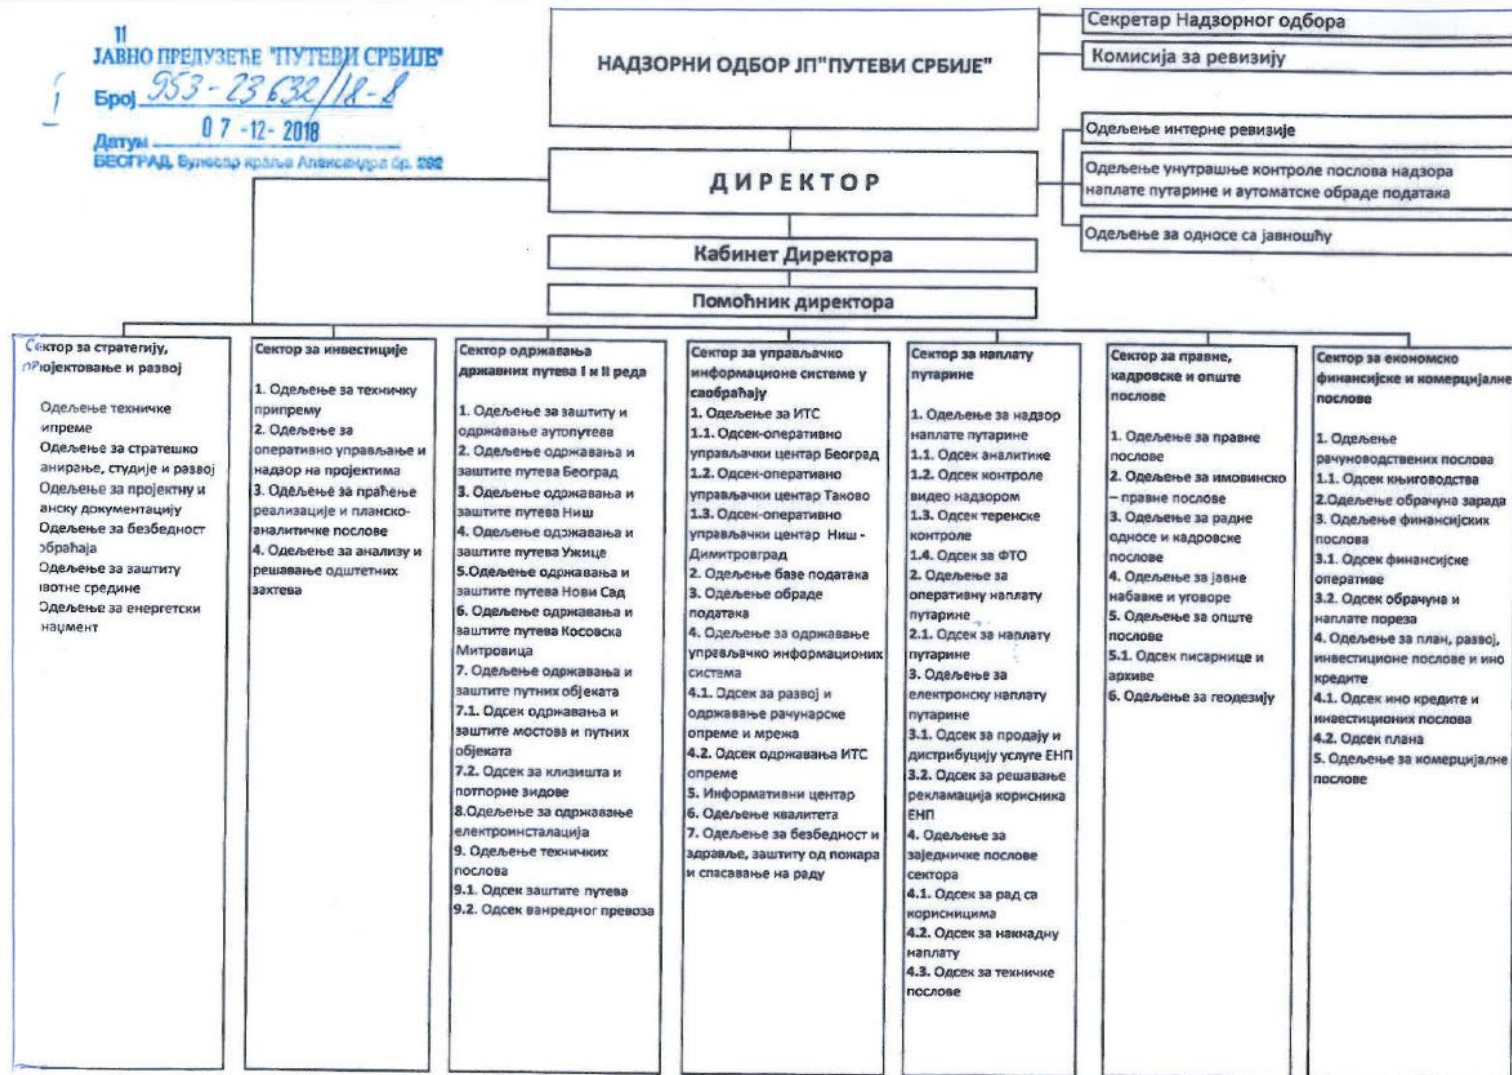 11
ЈАВНО ПРЕДУЗЕЋЕ "ПУТЕВИ СРБИЈЕ"
Број 953-23632/18-8
Датум 07-12-2018
БЕОГРАД, Булевар краља Александра бр. 282
НАДЗОРНИ ОДБОР ЈП"ПУТЕВИ СРБИЈЕ"
Секретар Надзорног одбора
Комисија за ревизију
ДИРЕКТОР
Одељење интерне ревизије
Одељење унутрашње контроле послова надзора
наплате путарине и аутоматске обраде података
Одељење за односе са јавношћу
Кабинет Директора
Помоћник директора
Сектор за стратегију,
пројектовање и развој
Одељење техничке
ипреме
Одељење за стратешко
анирање, студије и развој
Одељење за пројектну и
анску документацију
Одељење за безбедност
обраћаја
Одељење за заштиту
ивотне средине
Одељење за енергетски
наџмент
Сектор за инвестиције
1. Одељење за техничку
припрему
2. Одељење за
оперативно управљање и
надзор на пројектима
3. Одељење за праћење
реализације и планско-
аналитичке послове
4. Одељење за анализу и
решавање одштетних
захтева
Сектор одржавања
државних путева I и II реда
1. Одељење за заштиту и
одржавање аутопутева
2. Одељење одржавања и
заштите путева Београд
3. Одељење одржавања и
заштите путева Ниш
4. Одељење одржавања и
заштите путева Ужице
5.Одељење одржавања и
заштите путева Нови Сад
6. Одељење одржавања и
заштите путева Косовска
Митровица
7. Одељење одржавања и
заштите путних објеката
7.1. Одсек одржавања и
заштите мостова и путних
објеката
7.2. Одсек за клизишта и
потпорне зидове
8.Одељење за одржавање
електроинсталација
9. Одељење техничких
послова
9.1. Одсек заштите путева
9.2. Одсек ванредног превоза
Сектор за управљачко
информационе системе у
саобраћају
1. Одељење за ИТС
1.1. Одсек-оперативно
управљачки центар Београд
1.2. Одсек-оперативно
управљачки центар Таково
1.3. Одсек-оперативно
управљачки центар Ниш -
Димитровград
2. Одељење базе података
3. Одељење обраде
података
4. Одељење за одржавање
управљачко информационих
система
4.1. Одсек за развој и
одржавање рачунарске
опреме и мрежа
4.2. Одсек одржавања ИТС
опреме
5. Информативни центар
6. Одељење квалитета
7. Одељење за безбедност и
здравље, заштиту од пожара
и спасавање на раду
Сектор за наплату
путарине
1. Одељење за надзор
наплате путарине
1.1. Одсек аналитике
1.2. Одсек контроле
видео надзором
1.3. Одсек теренске
контроле
1.4. Одсек за ФТО
2. Одељење за
оперативну наплату
путарине
2.1. Одсек за наплату
путарине
3. Одељење за
електронску наплату
путарине
3.1. Одсек за продају и
дистрибуцију услуге ЕНП
3.2. Одсек за решавање
рекламација корисника
ЕНП
4. Одељење за
заједничке послове
сектора
4.1. Одсек за рад са
корисницима
4.2. Одсек за накнадну
наплату
4.3. Одсек за техничке
послове
Сектор за правне,
кадровске и опште
послове
1. Одељење за правне
послове
2. Одељење за имовинско
– правне послове
3. Одељење за радне
односе и кадровске
послове
4. Одељење за јавне
набавке и уговоре
5. Одељење за опште
послове
5.1. Одсек писарнице и
архиве
6. Одељење за геодезију
Сектор за економско
финансијске и комерцијалне
послове
1. Одељење
рачуноводствених послова
1.1. Одсек књиговодства
2.Одељење обрачуна зарада
3. Одељење финансијских
послова
3.1. Одсек финансијске
оперативе
3.2. Одсек обрачуна и
наплате пореза
4. Одељење за план, развој,
инвестиционе послове и ино
кредите
4.1. Одсек ино кредите и
инвестиционих послова
4.2. Одсек плана
5. Одељење за комерцијалне
послове